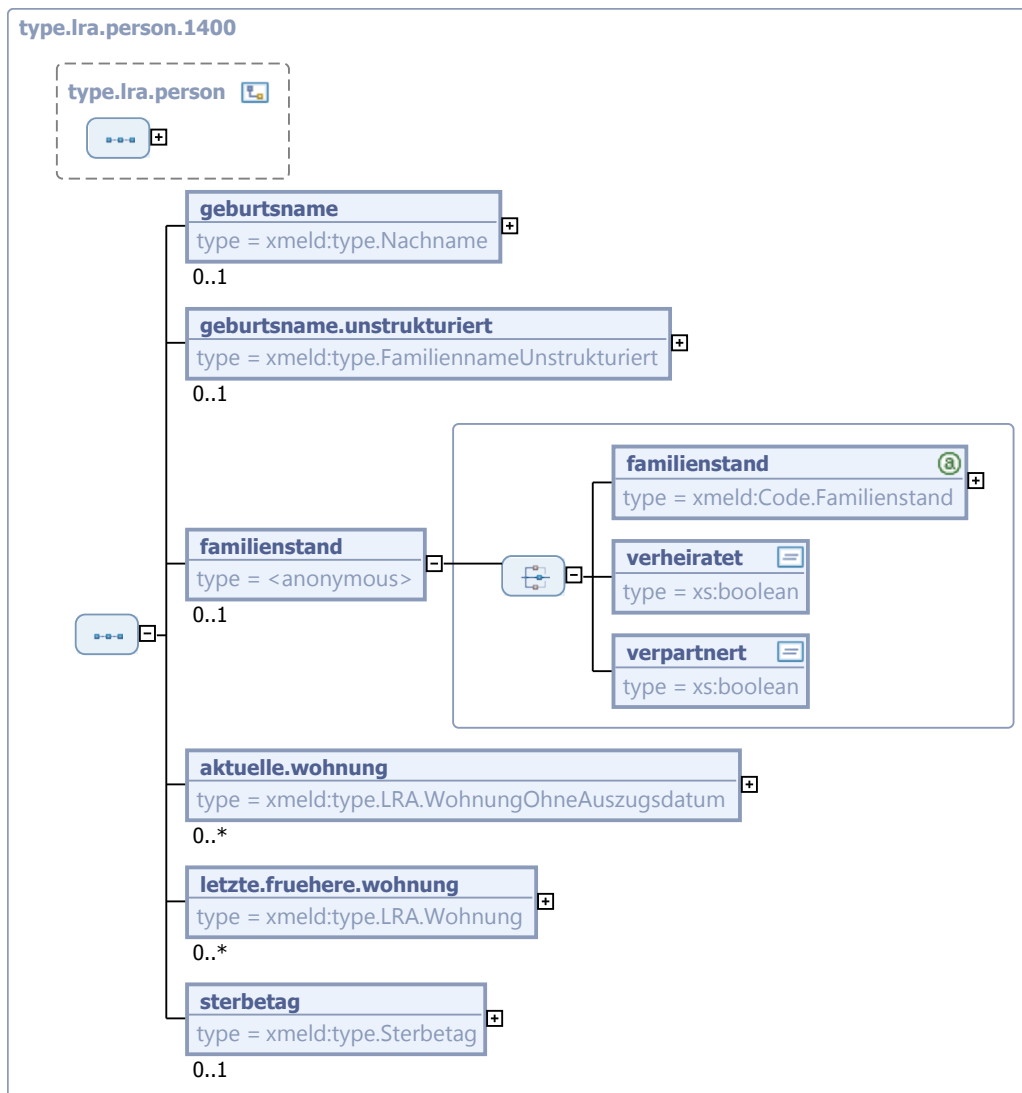 type.lra.person.1400
type.lra.person
geburtsname
type = xmeld:type.Nachname
0..1
geburtsname.unstrukturiert
type = xmeld:type.FamiliennameUnstrukturiert
0..1
familienstand
type = <anonymous>
0..1
familienstand
a
type = xmeld:Code.Familienstand
verheiratet
type = xs:boolean
verpartnert
type = xs:boolean
aktuelle.wohnung
type = xmeld:type.LRA.WohnungOhneAuszugsdatum
0..*
letzte.fruehere.wohnung
type = xmeld:type.LRA.Wohnung
0..*
sterbetag
type = xmeld:type.Sterbetag
0..1